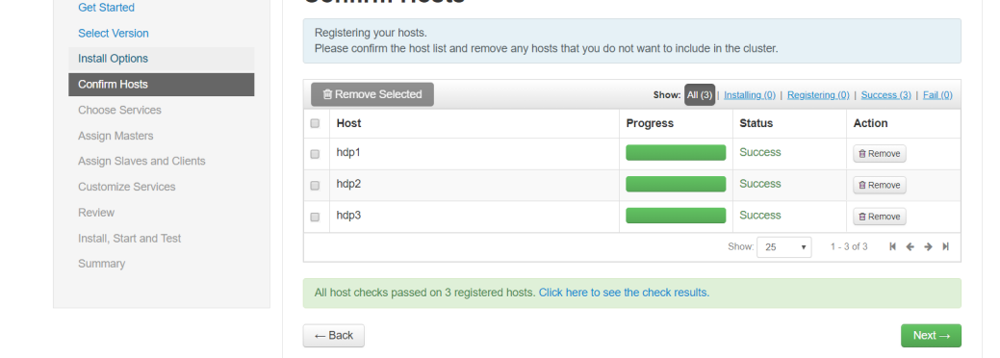 Get Started
Select Version
Install Options
Confirm Hosts
Choose Services
Assign Masters
Assign Slaves and Clients
Customize Services
Review
Install, Start and Test
Summary
Confirm Hosts
Registering your hosts.
Please confirm the host list and remove any hosts that you do not want to include in the cluster.
Remove Selected Show: All (3) | Installing (0) | Registering (0) | Success (3) | Fail (0)
Host Progress Status Action
hdp1 Success Remove
hdp2 Success Remove
hdp3 Success Remove
Show: 25 1 - 3 of 3
All host checks passed on 3 registered hosts. Click here to see the check results.
← Back Next →